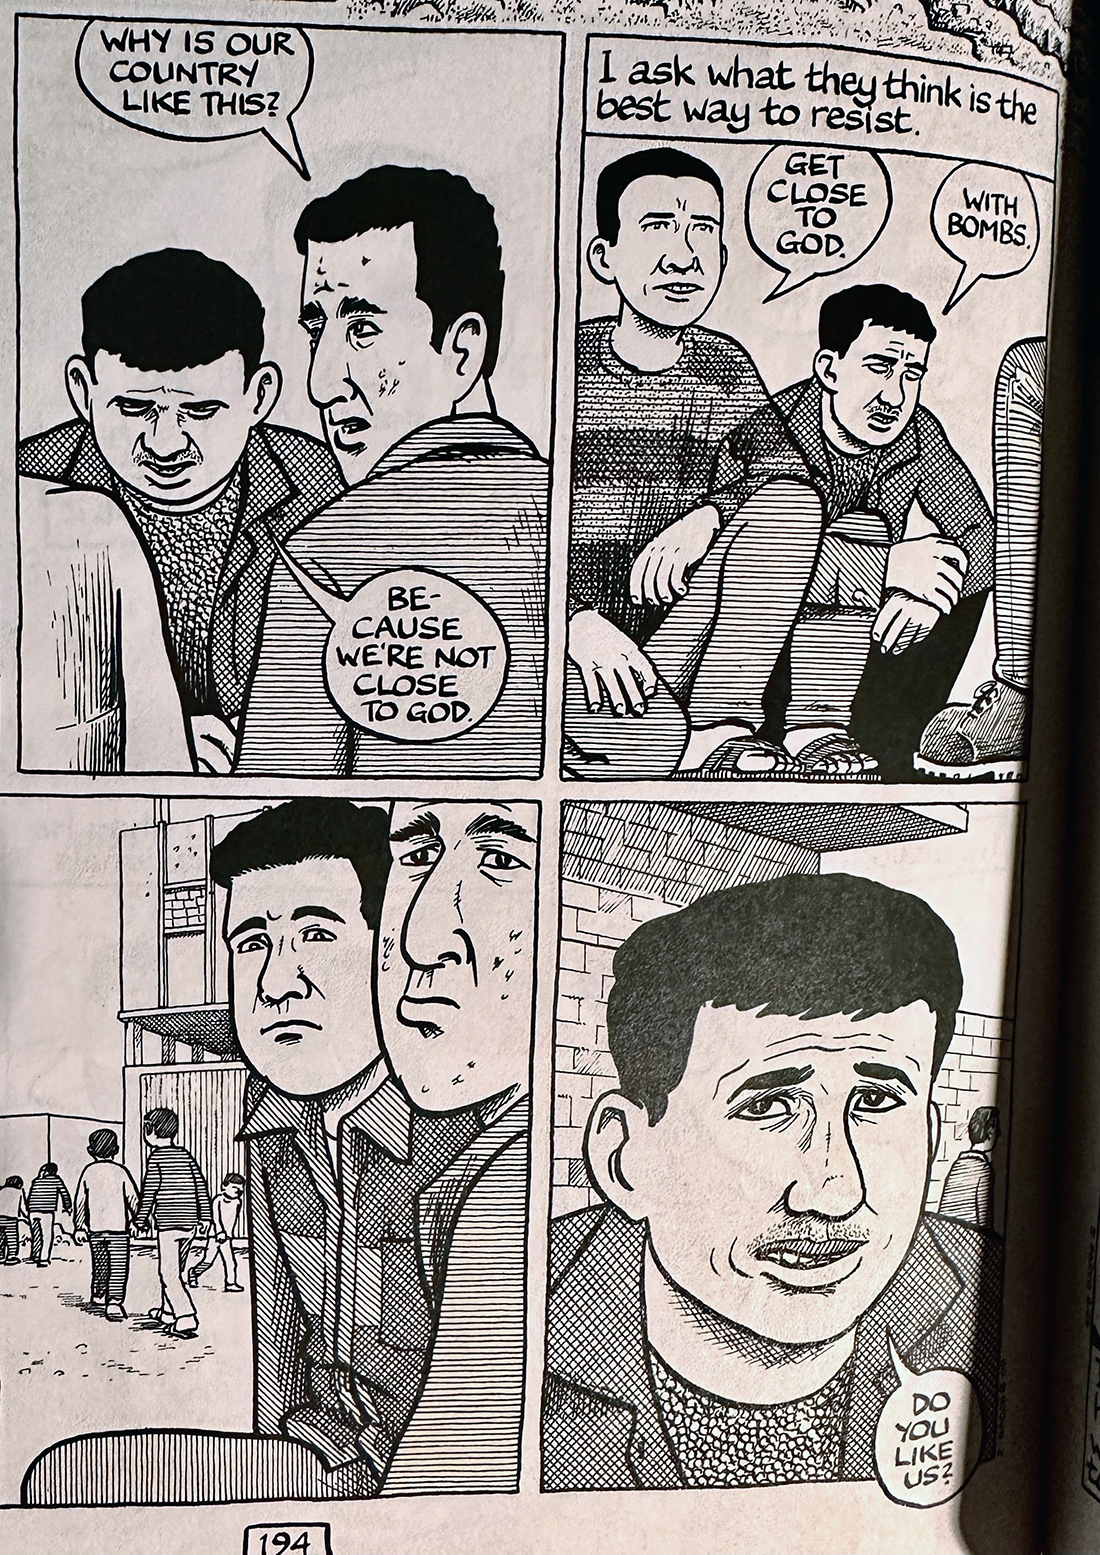 WHY IS OUR
COUNTRY
LIKE THIS?
BE-
CAUSE
WE'RE NOT
CLOSE
TO GOD.
I ask what they think is the
best way to resist.
GET
CLOSE
TO
GOD.
WITH
BOMBS.
DO
YOU
LIKE
US?
194